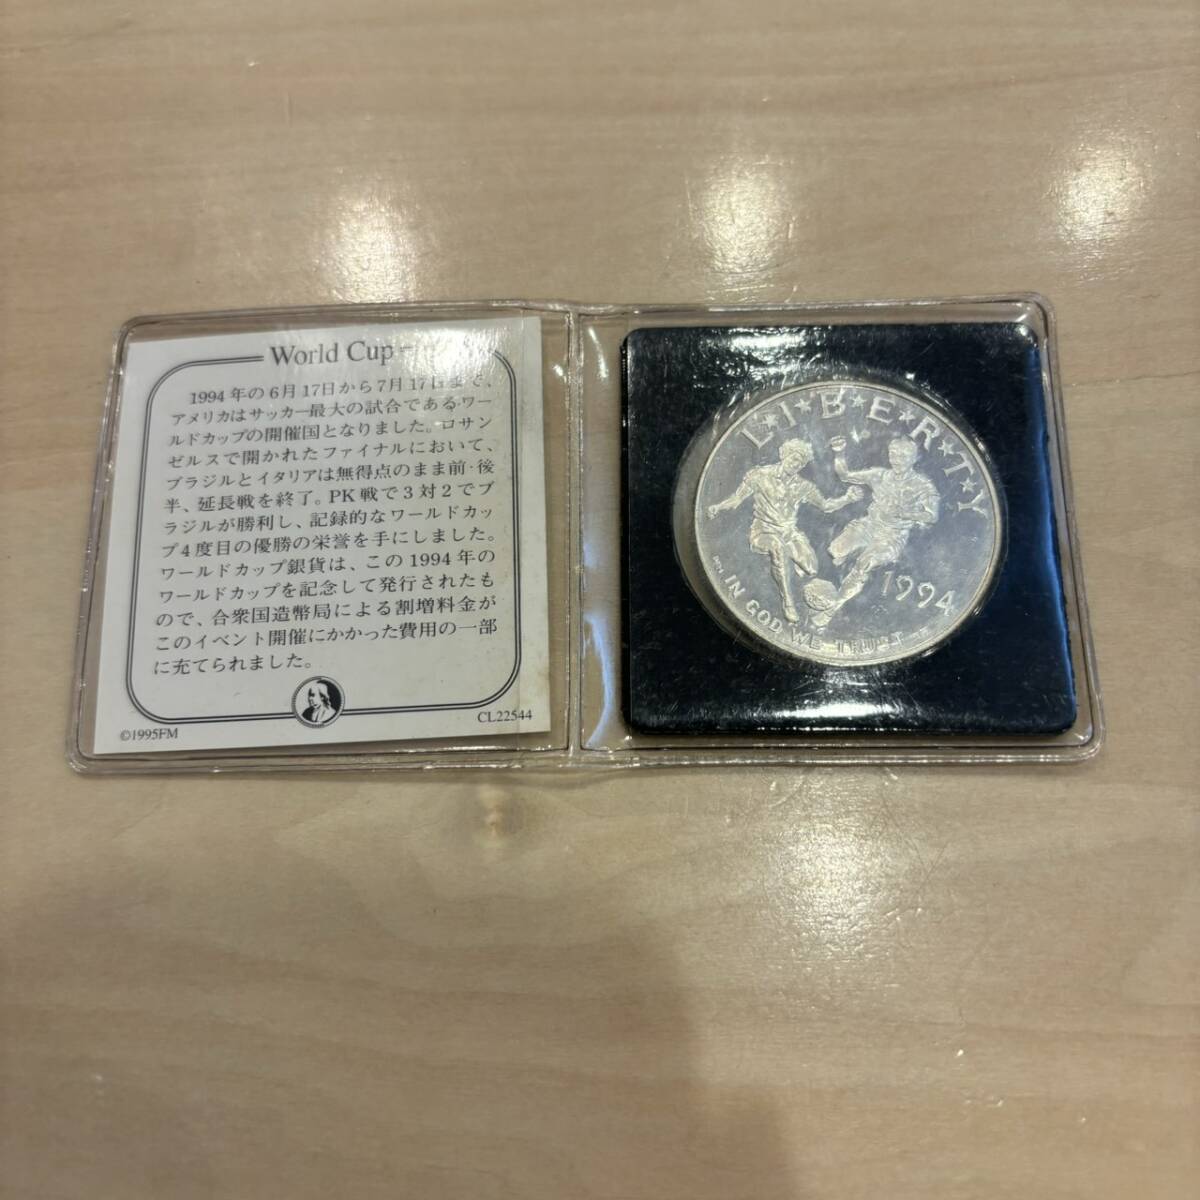 World Cup
1994年の6月17日から7月17日まで、
アメリカはサッカー最大の試合であるワー
ルドカップの開催国となりました。ロサン
ゼルスで開かれたファイナルにおいて、
ブラジルとイタリアは無得点のまま前・後
半、延長戦を終了。PK戦で3対2でブ
ラジルが勝利し、記録的なワールドカッ
プ4度目の優勝の栄誉を手にしました。
ワールドカップ銀貨は、この1994年の
ワールドカップを記念して発行されたも
ので、合衆国造幣局による割増料金が
このイベント開催にかかった費用の一部
に充てられました。
©1995FM
CL22544
L★I★B★E★R★T★Y
1994
IN GOD WE TRUST